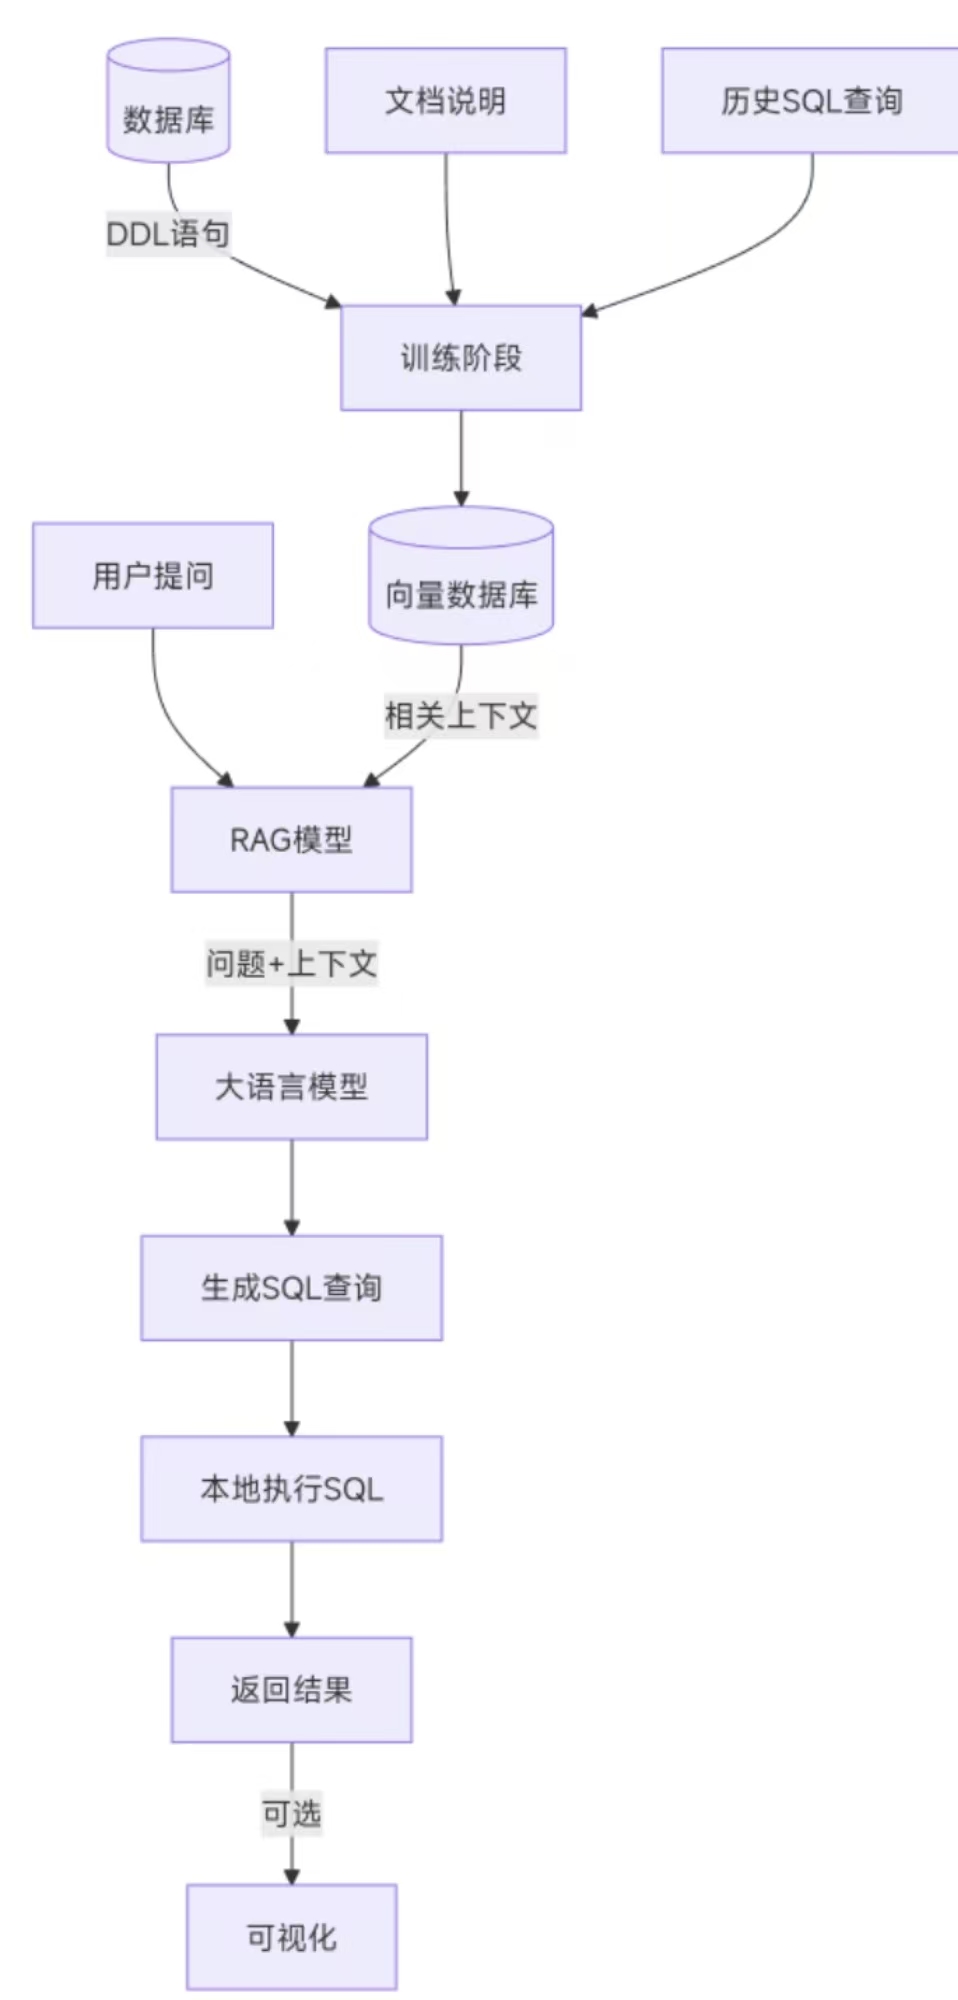 数据库
文档说明
历史SQL查询
DDL语句
训练阶段
用户提问
向量数据库
相关上下文
RAG模型
问题+上下文
大语言模型
生成SQL查询
本地执行SQL
返回结果
可选
可视化